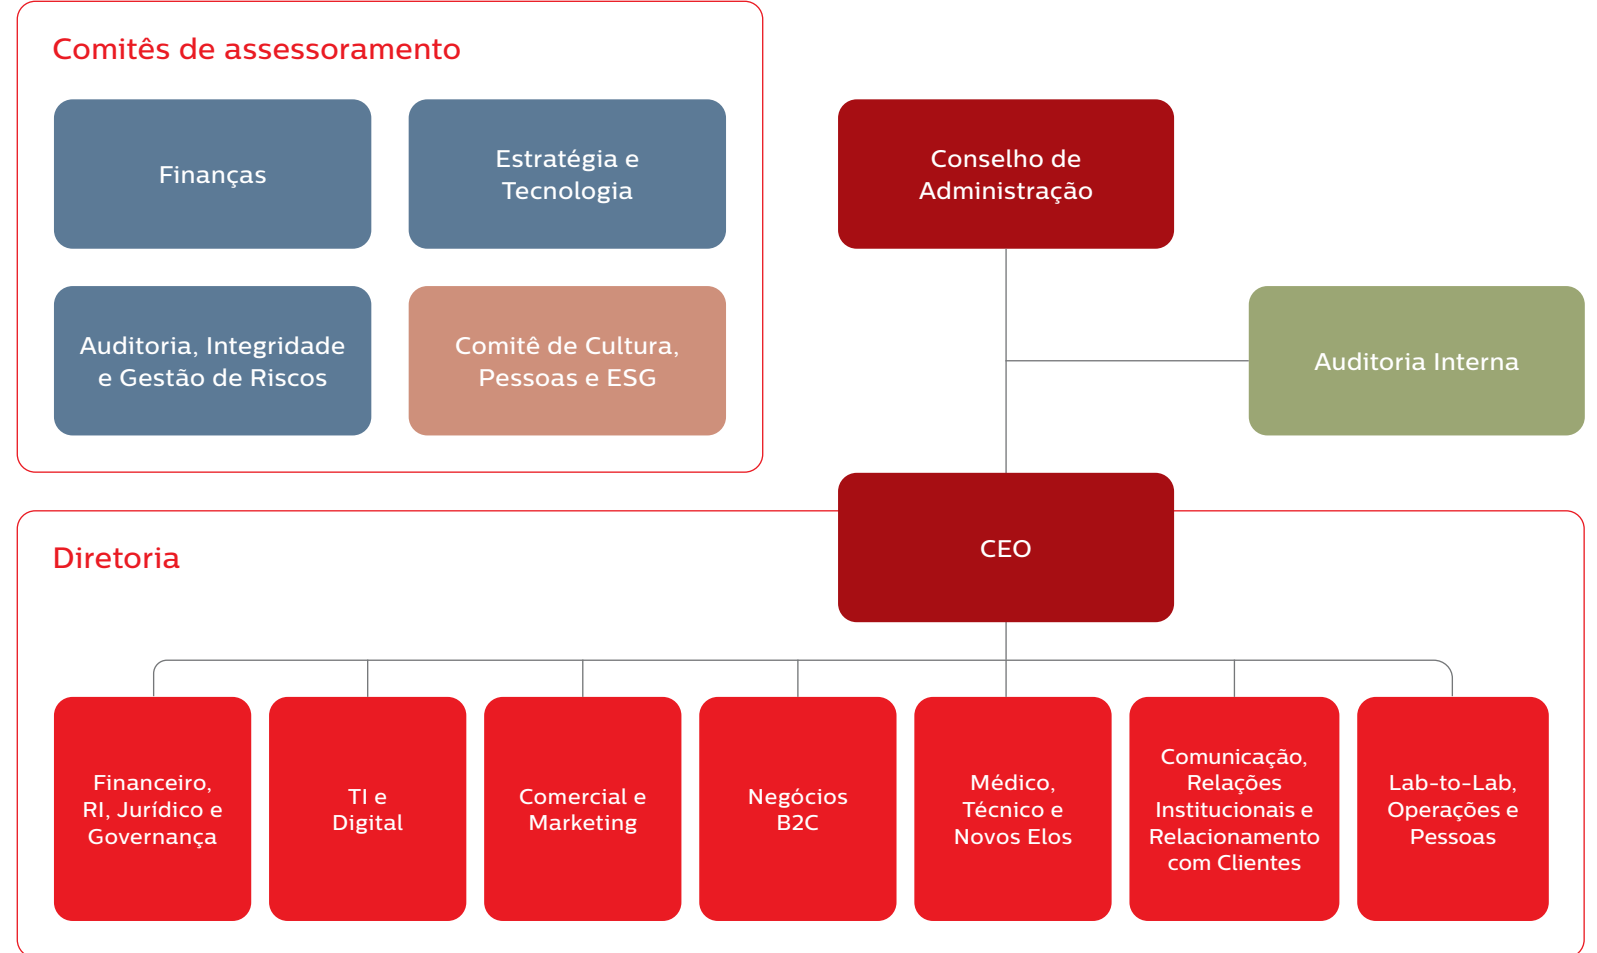 Comitês de assessoramento
Finanças
Estratégia e
Tecnologia
Auditoria, Integridade
e Gestão de Riscos
Comitê de Cultura,
Pessoas e ESG
Conselho de
Administração
Auditoria Interna
CEO
Diretoria
Financeiro,
RI, Jurídico e
Governança
TI e
Digital
Comercial e
Marketing
Negócios
B2C
Médico,
Técnico e
Novos Elos
Comunicação,
Relações
Institucionais e
Relacionamento
com Clientes
Lab-to-Lab,
Operações e
Pessoas